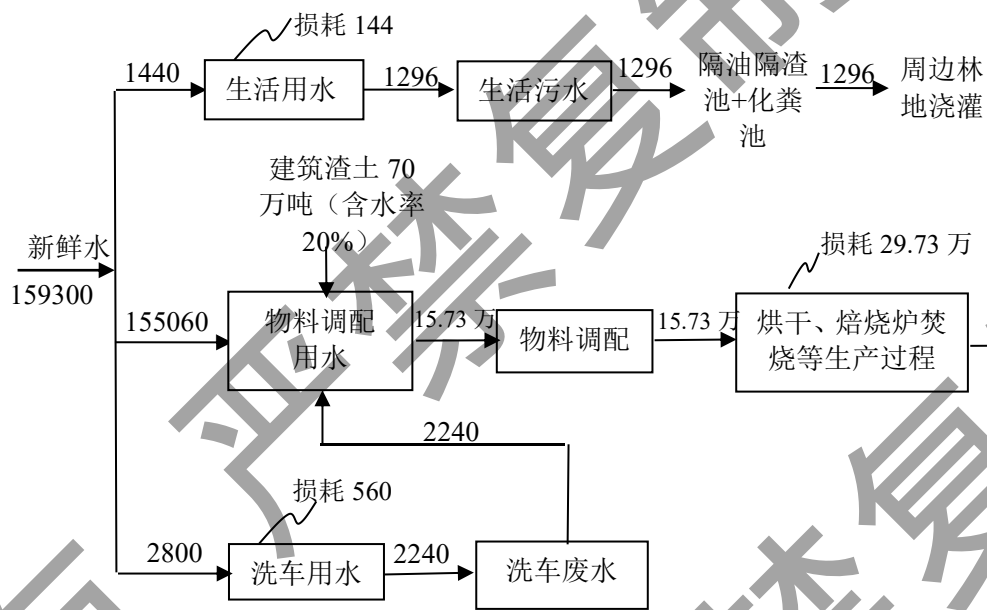 损耗 144
1440
生活用水
1296
生活污水
1296
隔油隔渣
池+化粪
池
1296
周边林
地浇灌
建筑渣土 70
万吨（含水率
20%）
新鲜水
159300
损耗 29.73 万
155060
物料调配
用水
15.73 万
物料调配
15.73 万
烘干、焙烧炉焚
烧等生产过程
2240
损耗 560
2800
洗车用水
2240
洗车废水
严禁复制